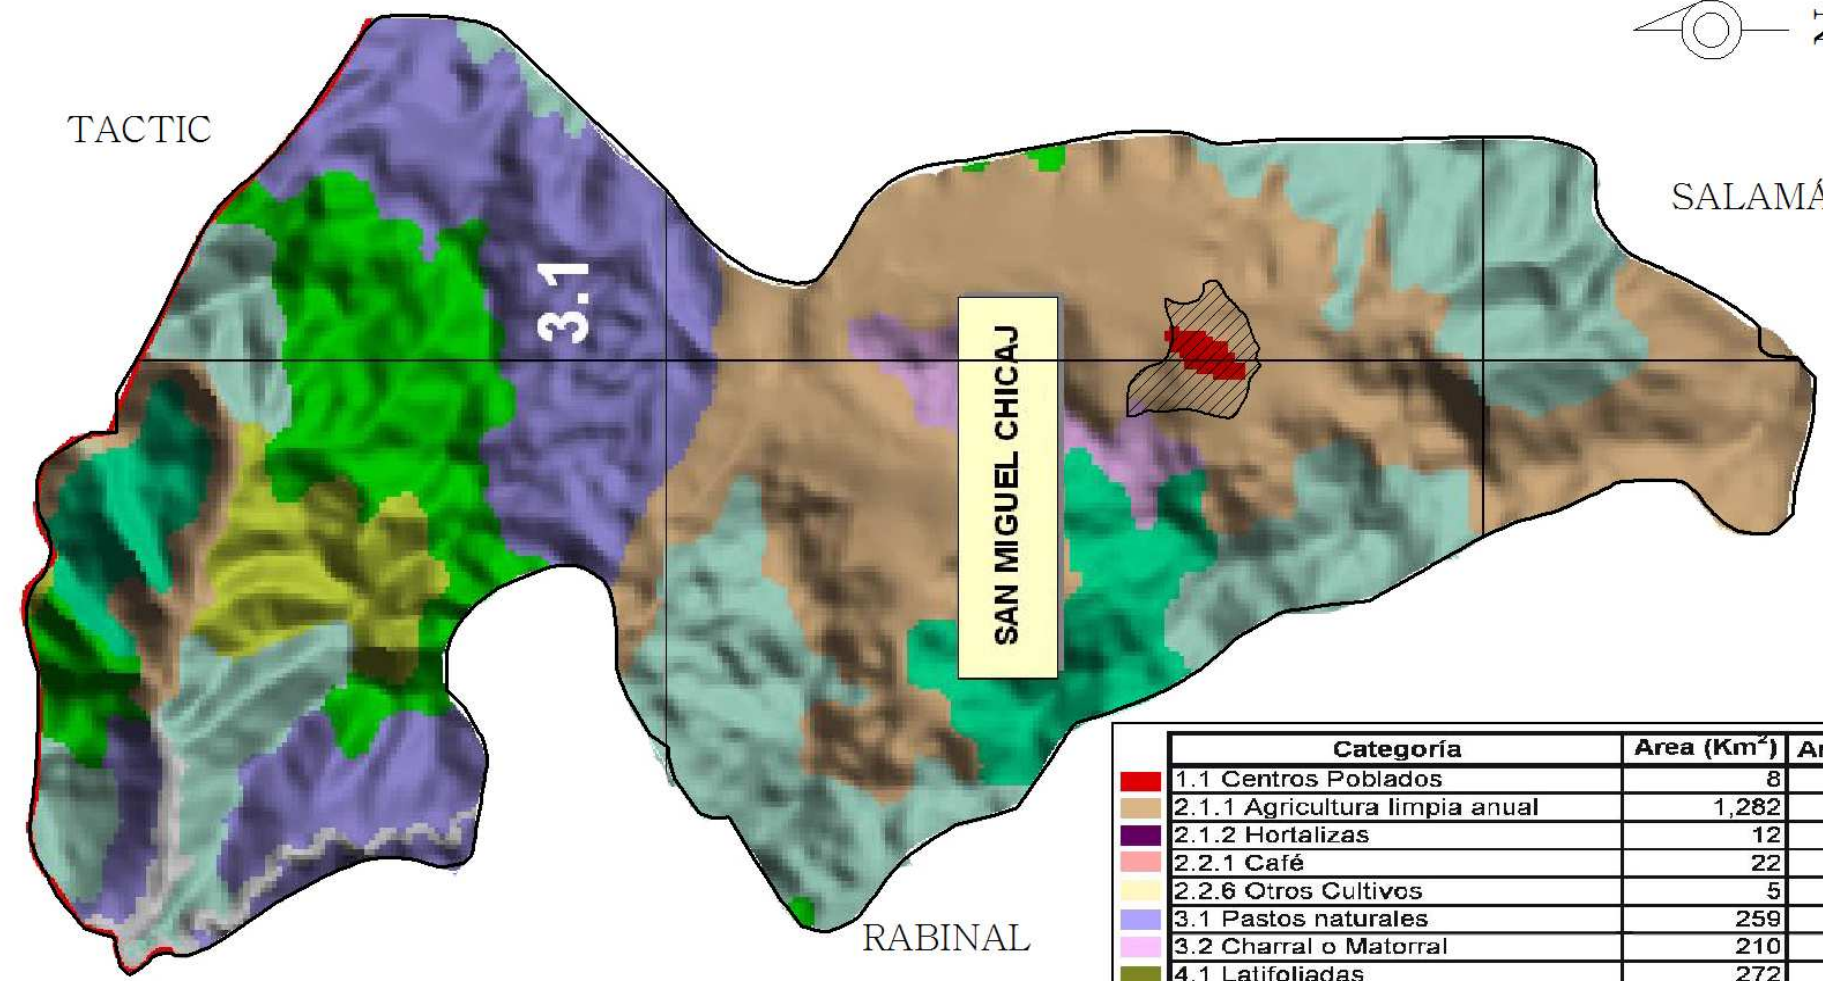 N
TACTIC
SALAMÁ
3.1
SAN MIGUEL CHICAJ
RABINAL
Categoría Area (Km²)
1.1 Centros Poblados 8
2.1.1 Agricultura limpia anual 1,282
2.1.2 Hortalizas 12
2.2.1 Café 22
2.2.6 Otros Cultivos 5
3.1 Pastos naturales 259
3.2 Charral o Matorral 210
4.1 Latifoliadas 272